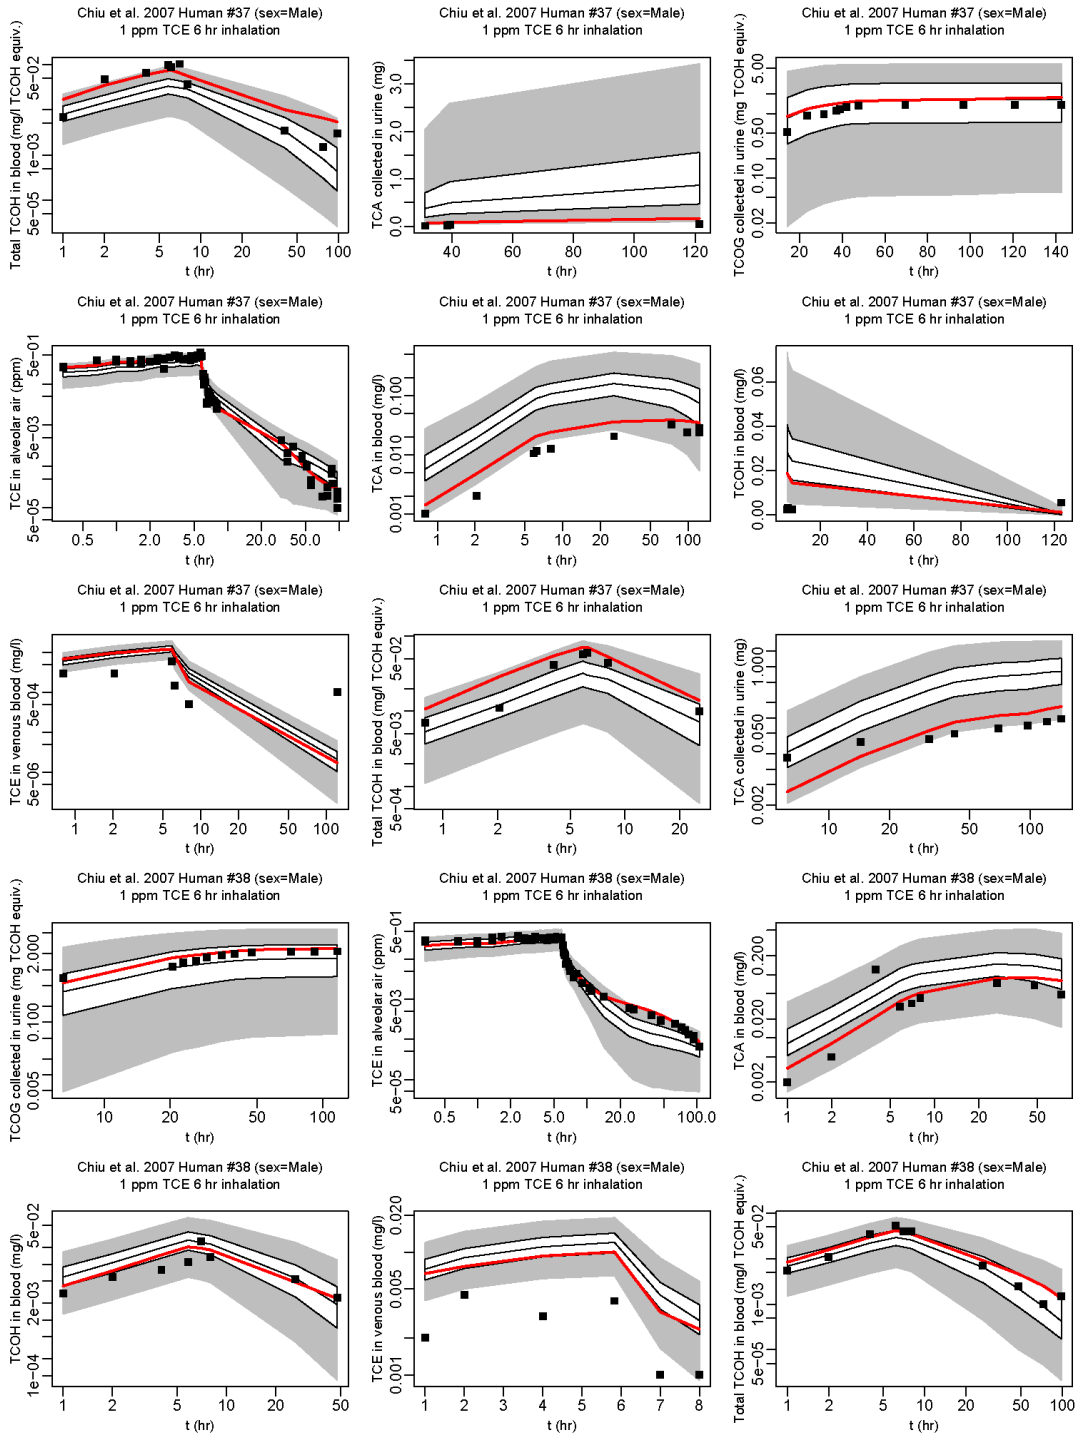 Chiu et al. 2007 Human #37 (sex=Male)
1 ppm TCE 6 hr inhalation
Total TCOH in blood (mg/l TCOH equiv.)
5e-05 1e-03 5e-02
1 2 5 10 20 50 100
t (hr)
Chiu et al. 2007 Human #37 (sex=Male)
1 ppm TCE 6 hr inhalation
TCA collected in urine (mg)
0.0 1.0 2.0 3.0
40 60 80 100 120
t (hr)
Chiu et al. 2007 Human #37 (sex=Male)
1 ppm TCE 6 hr inhalation
TCOG collected in urine (mg TCOH equiv.)
0.02 0.10 0.50 5.00
20 40 60 80 100 120 140
t (hr)
Chiu et al. 2007 Human #37 (sex=Male)
1 ppm TCE 6 hr inhalation
TCE in alveolar air (ppm)
5e-05 5e-03 5e-01
0.5 2.0 5.0 20.0 50.0
t (hr)
Chiu et al. 2007 Human #37 (sex=Male)
1 ppm TCE 6 hr inhalation
TCA in blood (mg/l)
0.001 0.010 0.100
1 2 5 10 20 50 100
t (hr)
Chiu et al. 2007 Human #37 (sex=Male)
1 ppm TCE 6 hr inhalation
TCOH in blood (mg/l)
0.00 0.02 0.04 0.06
20 40 60 80 100 120
t (hr)
Chiu et al. 2007 Human #37 (sex=Male)
1 ppm TCE 6 hr inhalation
TCE in venous blood (mg/l)
5e-06 5e-04
1 2 5 10 20 50 100
t (hr)
Chiu et al. 2007 Human #37 (sex=Male)
1 ppm TCE 6 hr inhalation
Total TCOH in blood (mg/l TCOH equiv.)
5e-04 5e-03 5e-02
1 2 5 10 20
t (hr)
Chiu et al. 2007 Human #37 (sex=Male)
1 ppm TCE 6 hr inhalation
TCA collected in urine (mg)
0.002 0.050 1.000
10 20 50 100
t (hr)
Chiu et al. 2007 Human #38 (sex=Male)
1 ppm TCE 6 hr inhalation
TCOG collected in urine (mg TCOH equiv.)
0.005 0.100 2.000
10 20 50 100
t (hr)
Chiu et al. 2007 Human #38 (sex=Male)
1 ppm TCE 6 hr inhalation
TCE in alveolar air (ppm)
5e-05 5e-03 5e-01
0.5 2.0 5.0 20.0 100.0
t (hr)
Chiu et al. 2007 Human #38 (sex=Male)
1 ppm TCE 6 hr inhalation
TCA in blood (mg/l)
0.002 0.020 0.200
1 2 5 10 20 50
t (hr)
Chiu et al. 2007 Human #38 (sex=Male)
1 ppm TCE 6 hr inhalation
TCOH in blood (mg/l)
1e-04 2e-03 5e-02
1 2 5 10 20 50
t (hr)
Chiu et al. 2007 Human #38 (sex=Male)
1 ppm TCE 6 hr inhalation
TCE in venous blood (mg/l)
0.001 0.005 0.020
1 2 3 4 5 6 7 8
t (hr)
Chiu et al. 2007 Human #38 (sex=Male)
1 ppm TCE 6 hr inhalation
Total TCOH in blood (mg/l TCOH equiv.)
5e-05 1e-03 5e-02
1 2 5 10 20 50 100
t (hr)